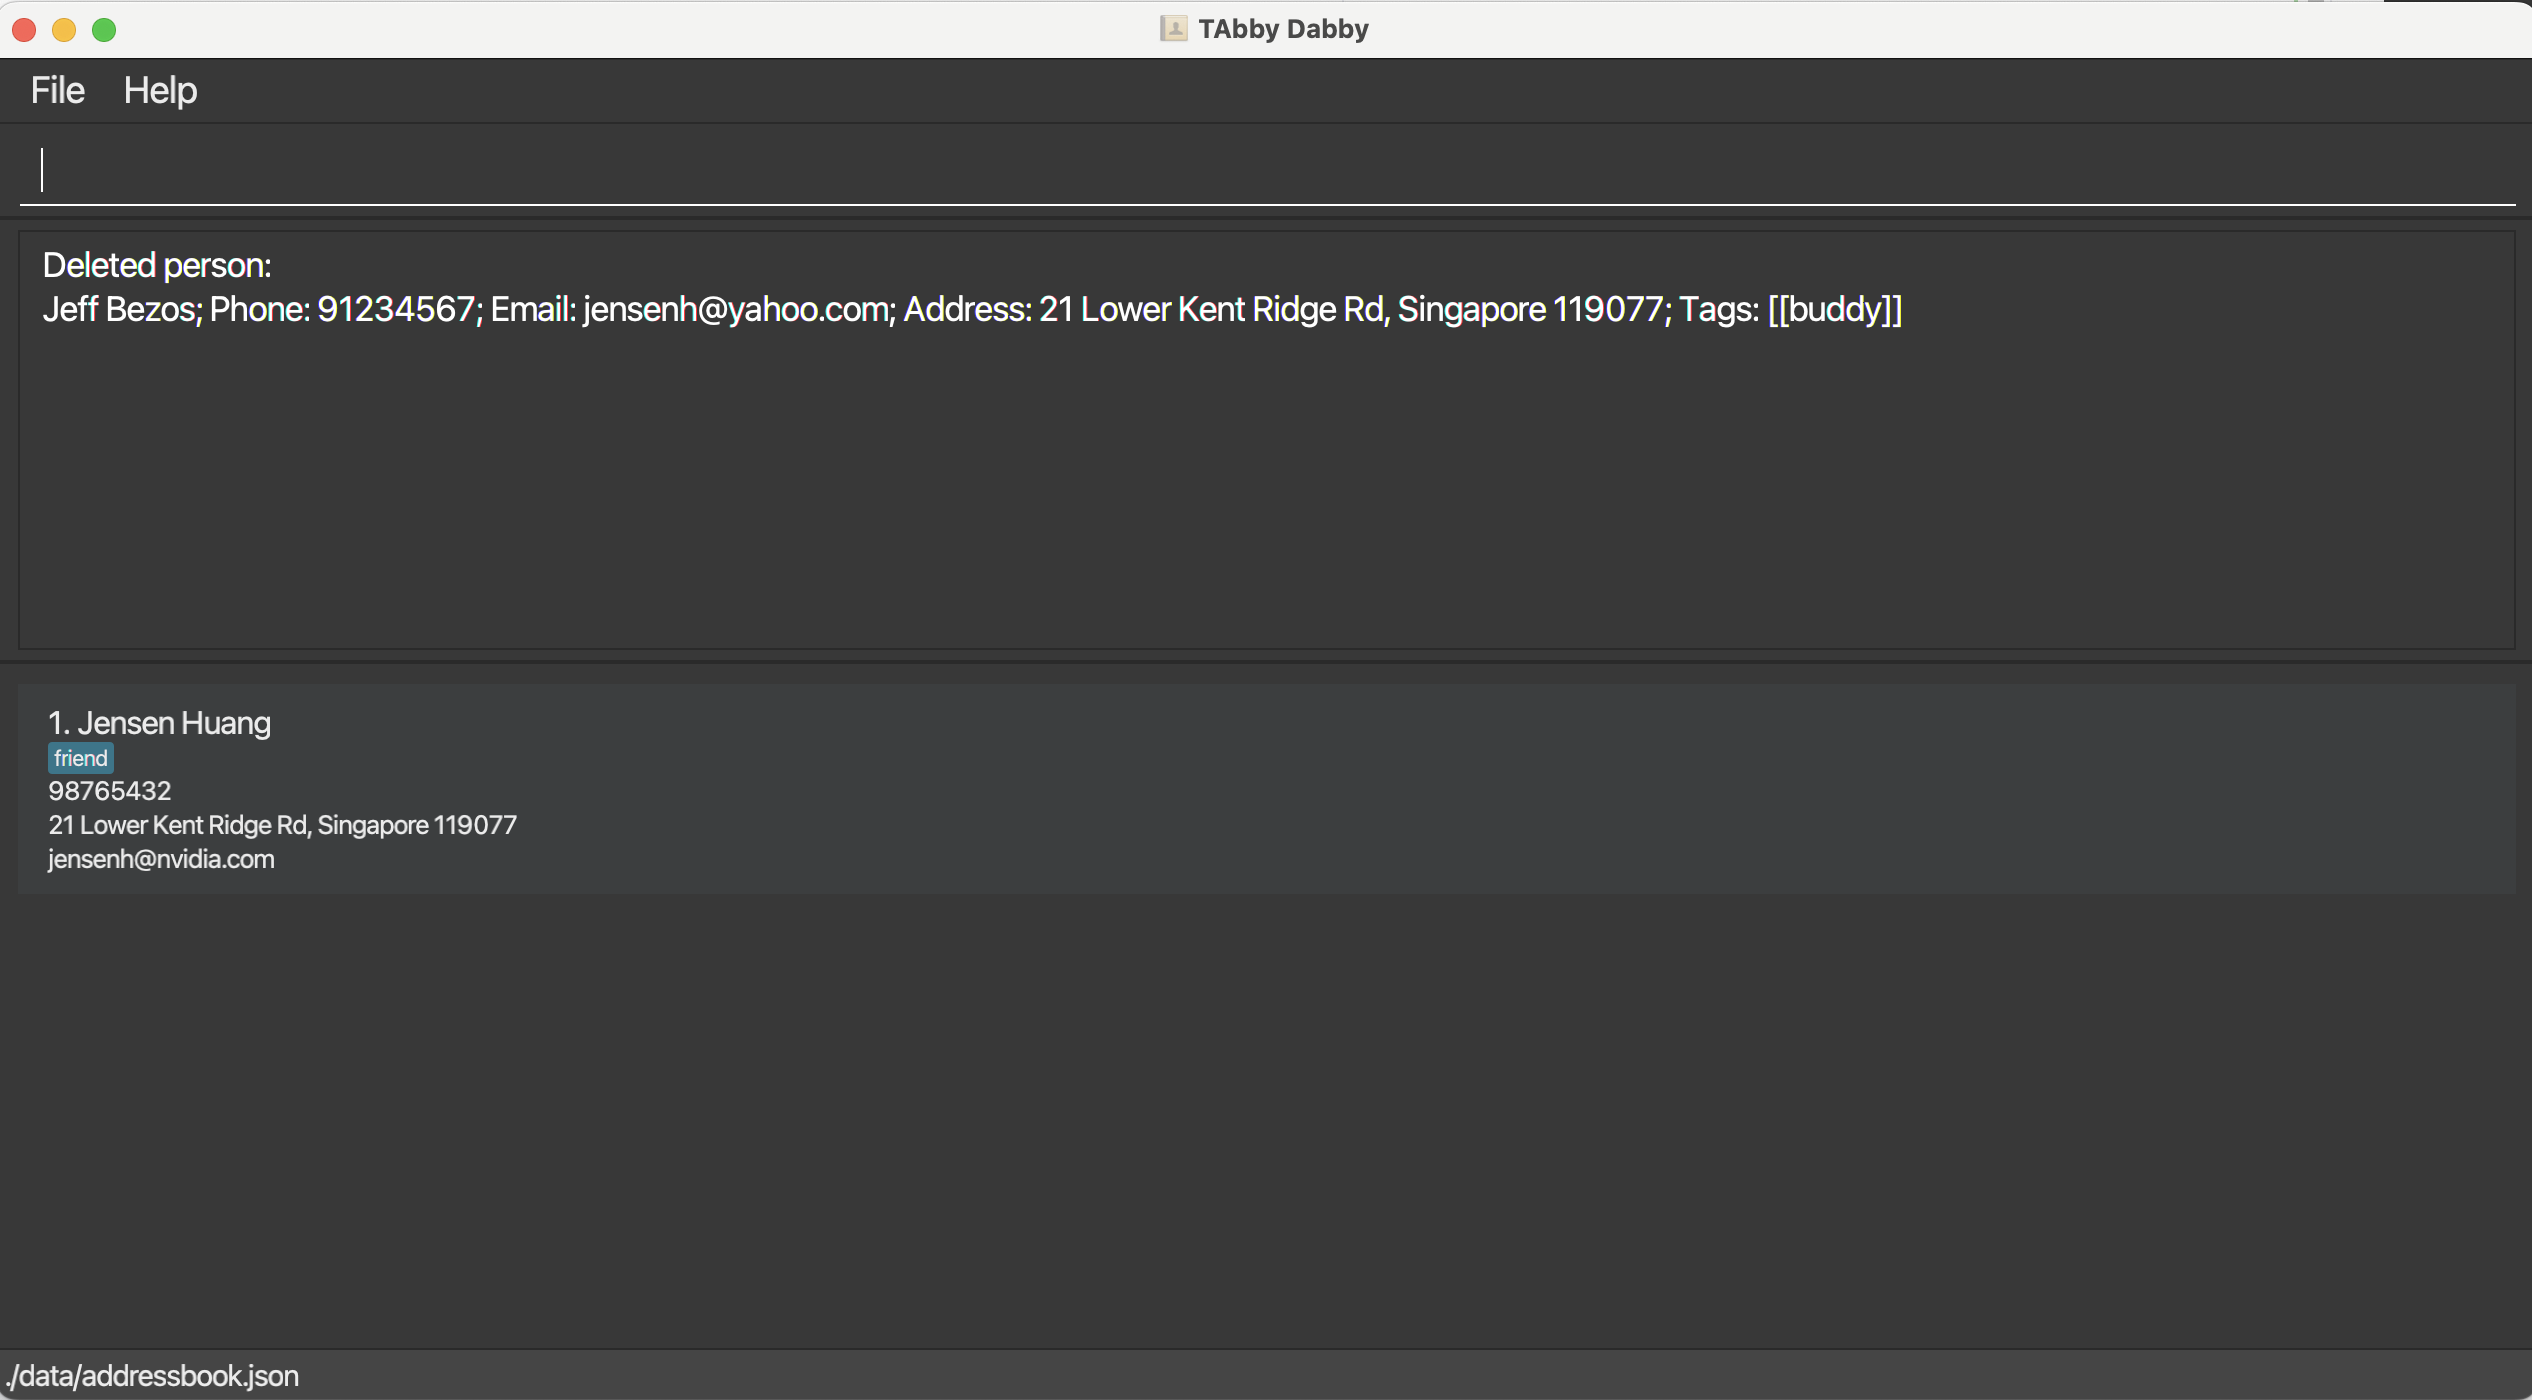 TAbby Dabby
File Help
Deleted person:
Jeff Bezos; Phone: 91234567; Email: jensenh@yahoo.com; Address: 21 Lower Kent Ridge Rd, Singapore 119077; Tags: [[buddy]]
1. Jensen Huang
friend
98765432
21 Lower Kent Ridge Rd, Singapore 119077
jensenh@nvidia.com
./data/addressbook.json